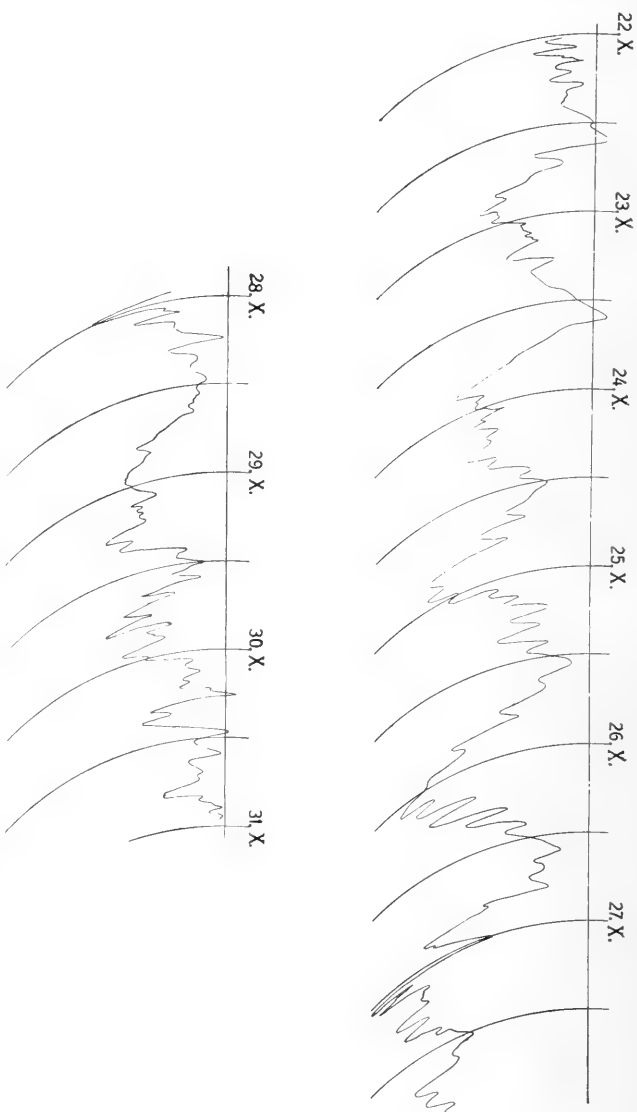 22. X.
23. X.
24. X.
25. X.
26. X.
27. X.
28. X.
29. X.
30. X.
31. X.